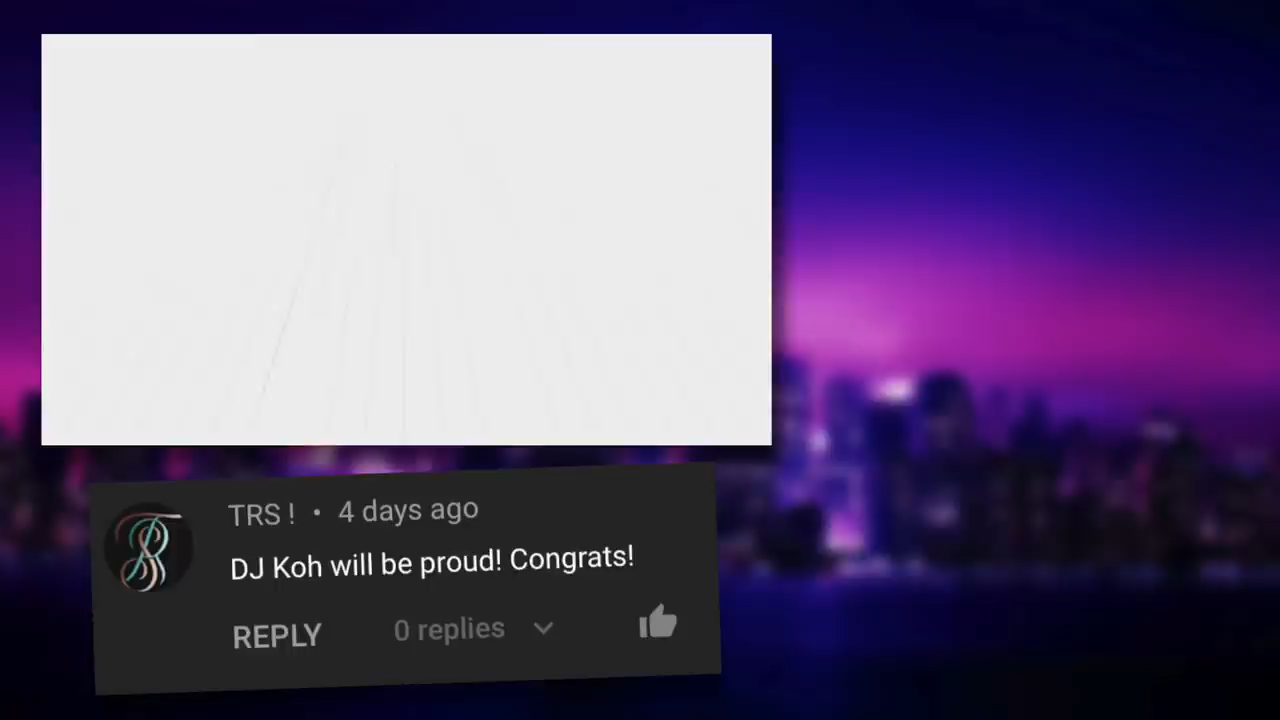 TRS ! • 4 days ago
DJ Koh will be proud! Congrats!
REPLY 0 replies